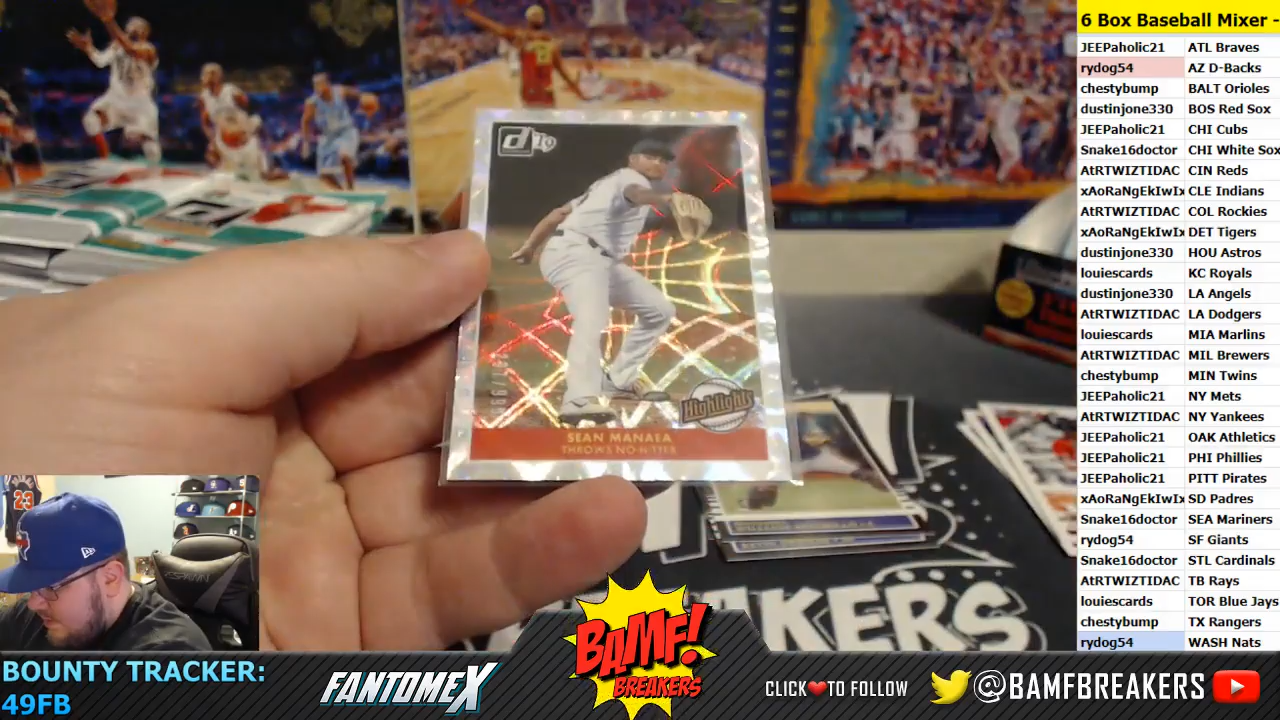 6 Box Baseball Mixer -
JEEPaholic21 ATL Braves
rydog54 AZ D-Backs
chestybump BALT Orioles
dustinjone330 BOS Red Sox
JEEPaholic21 CHI Cubs
Snake16doctor CHI White Sox
AtRTWIZTIDAC CIN Reds
xAoRaNgEkIwIx CLE Indians
AtRTWIZTIDAC COL Rockies
xAoRaNgEkIwIx DET Tigers
dustinjone330 HOU Astros
louiescards KC Royals
dustinjone330 LA Angels
AtRTWIZTIDAC LA Dodgers
louiescards MIA Marlins
AtRTWIZTIDAC MIL Brewers
chestybump MIN Twins
JEEPaholic21 NY Mets
AtRTWIZTIDAC NY Yankees
JEEPaholic21 OAK Athletics
JEEPaholic21 PHI Phillies
JEEPaholic21 PITT Pirates
xAoRaNgEkIwIx SD Padres
Snake16doctor SEA Mariners
rydog54 SF Giants
Snake16doctor STL Cardinals
AtRTWIZTIDAC TB Rays
louiescards TOR Blue Jays
chestybump TX Rangers
rydog54 WASH Nats
d 19
Highlights
SEAN MANAEA
THROWS NO-HITTER
23
XSPAWN
BOUNTY TRACKER:
49FB
FANTOMEX
BAMF!
BREAKERS
CLICK TO FOLLOW
@BAMFBREAKERS